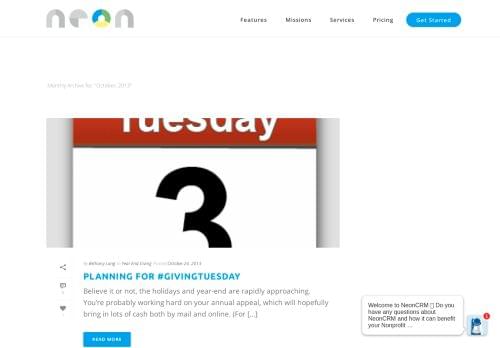 neon
Features Missions Services Pricing Get Started
Monthly Archive for: "October, 2013"
Tuesday
3
By Bethany Lang In Year End Giving Posted October 24, 2013
PLANNING FOR #GIVINGTUESDAY
Believe it or not, the holidays and year-end are rapidly approaching.
You're probably working hard on your annual appeal, which will hopefully
bring in lots of cash both by mail and online. (For [...]
READ MORE
Welcome to NeonCRM Do you
have any questions about
NeonCRM and how it can benefit
your Nonprofit ...
1